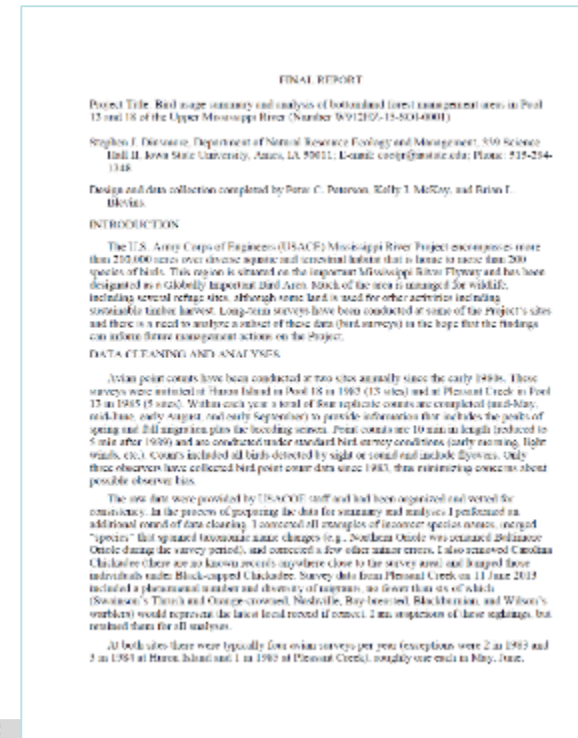 FINAL REPORT
Project Title: Bird usage summary and analysis of bottomland forest management areas in Pool
and 18 of the Upper Mississippi River (Number
Stephen J. Dinsmore, Department of Natural Resource Ecology and Management, 339 Science
Hall II, Iowa State University, Ames, IA 50011; E-mail: Phone:
Design and data collection completed by Peter C. Petersen, Kelly J. McKay, and Brian L.
Blevins
INTRODUCTION
The U.S. Army Corps of Engineers (USACE) Mississippi River Project encompasses more
than acres over diverse aquatic and terrestrial habitat that is home to more than 200
species of birds. This region is situated on the important Mississippi River Flyway and has been
designated as a Globally Important Bird Area. Much of the area is managed for wildlife,
including several refuge sites, although some land is used for other activities including
sustainable timber harvest. Long-term surveys have been conducted at some of the Project's sites
and there is a need to analyze a subset of these data (bird surveys) in the hope that the findings
can inform future management actions on the Project.
DATA CLEANING AND ANALYSES
Avian point counts have been conducted at two sites annually since the early 1980s. These
surveys were initiated at Huron Island in Pool 18 in 1983 (13 sites) and at Pleasant Creek in Pool
13 in 1985 (5 sites). Within each year a total of four replicate counts are completed (mid-May,
mid-June, early August, and early September) to provide information that includes the peaks of
spring and fall migration plus the breeding season. Point counts are 10 min in length (reduced to
5 min after 1989) and are conducted under standard bird survey conditions (early morning, light
winds, etc.). Counts included all birds detected by sight or sound and include flyovers. Only
three observers have collected bird point count data since 1983, thus minimizing concerns about
possible observer bias.
The raw data were provided by USACOE staff and had been organized and vetted for
consistency. In the process of preparing the data for summary and analyses I performed an
additional round of data cleaning. I corrected all examples of incorrect species names, merged
"species" that spanned taxonomic name changes (e.g., Northern Oriole was renamed Baltimore
Oriole during the survey period), and corrected a few other minor errors. I also removed Carolina
Chickadee (there are no known records anywhere close to the survey area) and lumped those
individuals under Black-capped Chickadee. Survey data from Pleasant Creek on 11 June 2013
included a phenomenal number and diversity of migrants, no fewer than six of which
(Swainson's Thrush and Orange-crowned, Nashville, Bay-breasted, Blackburnian, and Wilson's
warblers) would represent the latest local record if correct. I am suspicious of these sightings, but
retained them for all analyses.
At both sites there were typically four avian surveys per year (exceptions were 2 in 1983 and
3 in 1984 at Huron Island and 1 in 1985 at Pleasant Creek), roughly one each in May, June,